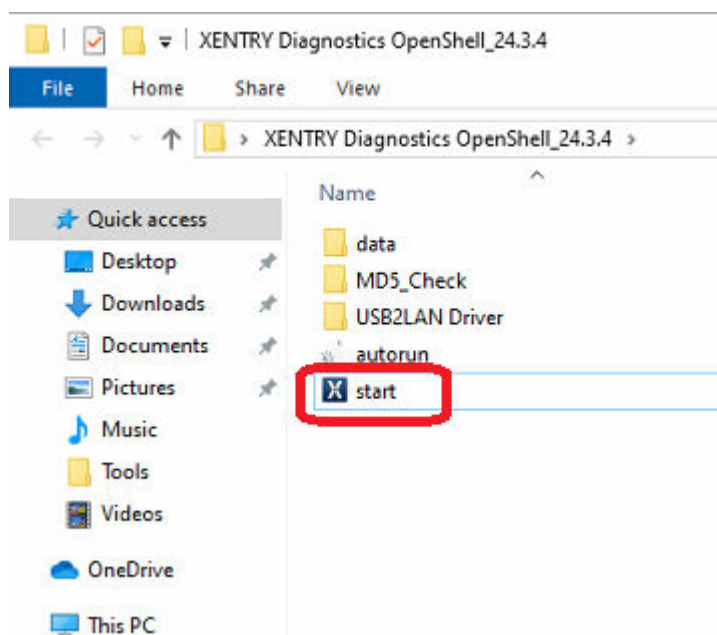 XENTRY Diagnostics OpenShell_24.3.4
File Home Share View
XENTRY Diagnostics OpenShell_24.3.4
Name
Quick access
Desktop
Downloads
Documents
Pictures
Music
Tools
Videos
OneDrive
This PC
data
MD5_Check
USB2LAN Driver
autorun
start